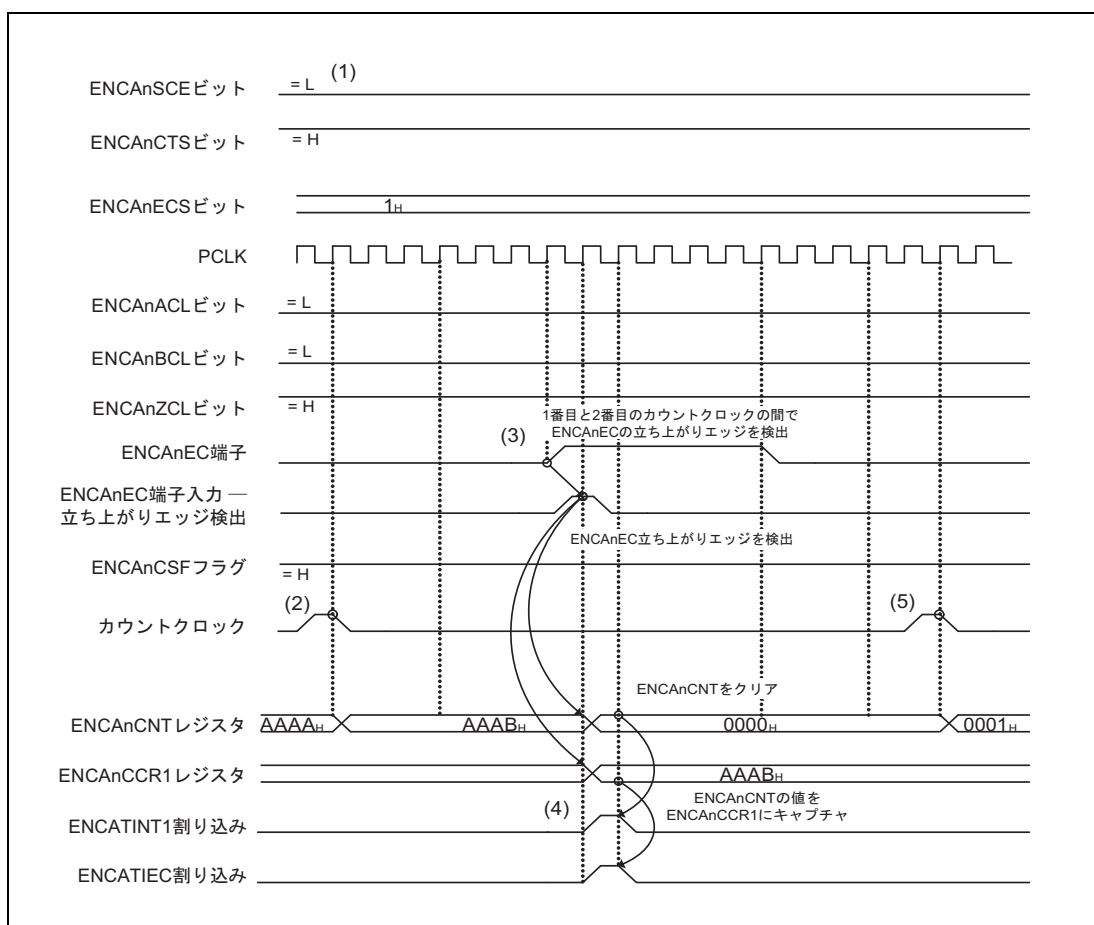 ENCAnSCEビット
= L
(1)
ENCAnCTSビット
= H
ENCAnECSビット
1H
PCLK
ENCAnACLビット
= L
ENCAnBCLビット
= L
ENCAnZCLビット
= H
1番目と2番目のカウントクロックの間で
ENCAnECの立ち上がりエッジを検出
(3)
ENCAnEC端子
ENCAnEC端子入力 ―
立ち上がりエッジ検出
ENCAnEC立ち上がりエッジを検出
ENCAnCSFフラグ
= H
(2)
(5)
カウントクロック
ENCAnCNTをクリア
ENCAnCNTレジスタ
AAAAH
AAABH
0000H
0001H
ENCAnCCR1レジスタ
AAABH
ENCAnCNTの値を
ENCAnCCR1にキャプチャ
(4)
ENCATINT1割り込み
ENCATIEC割り込み